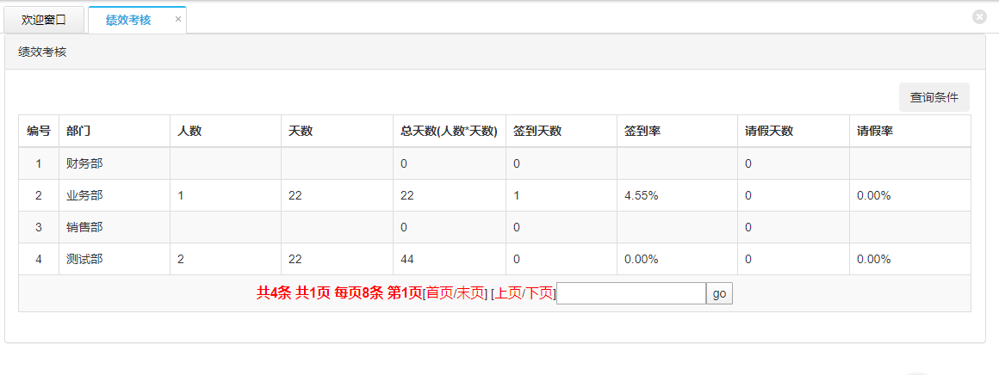 欢迎窗口 绩效考核 ×
绩效考核
查询条件
编号 部门 人数 天数 总天数(人数*天数) 签到天数 签到率 请假天数 请假率
1 财务部 0 0 0
2 业务部 1 22 22 1 4.55% 0 0.00%
3 销售部 0 0 0
4 测试部 2 22 44 0 0.00% 0 0.00%
共4条 共1页 每页8条 第1页[首页/末页] [上页/下页] go